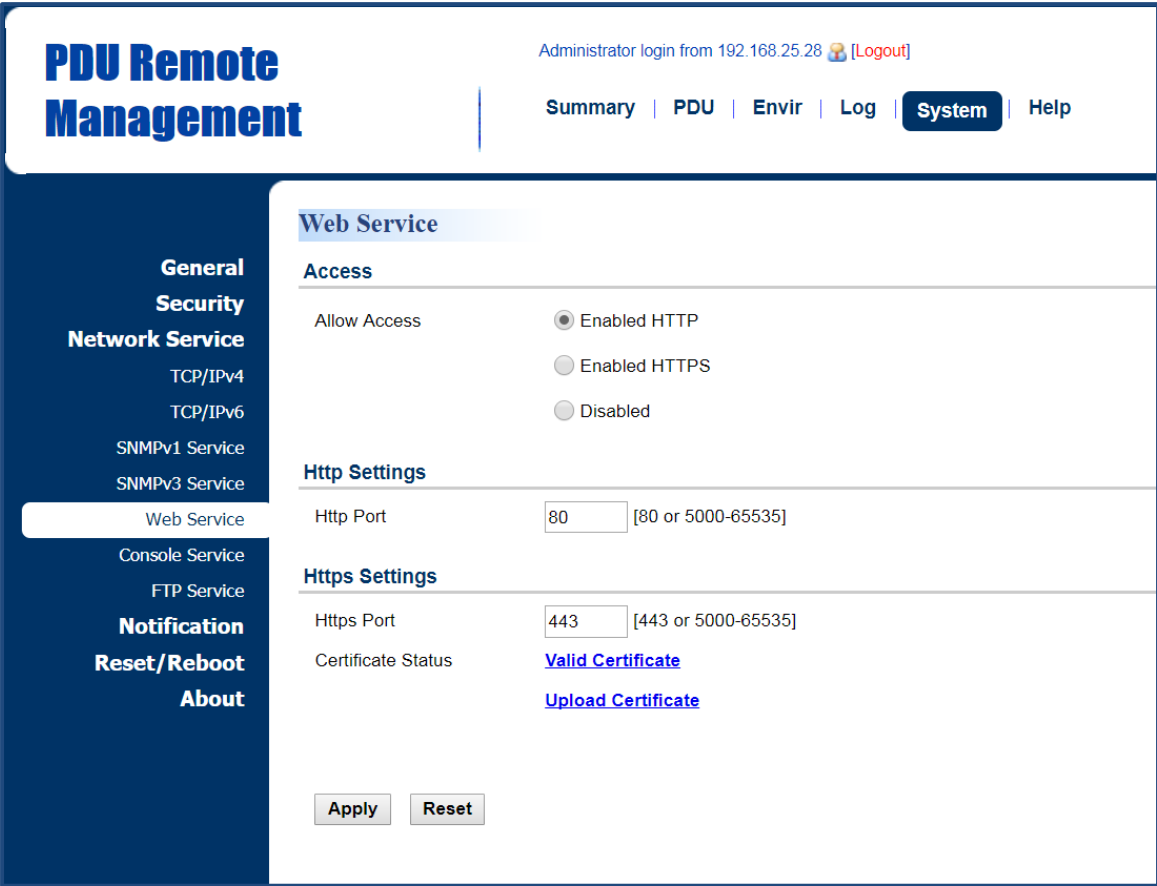 PDU Remote
Management
Administrator login from 192.168.25.28 [Logout]
Summary | PDU | Envir | Log | System | Help
General
Security
Network Service
TCP/IPv4
TCP/IPv6
SNMPv1 Service
SNMPv3 Service
Web Service
Console Service
FTP Service
Notification
Reset/Reboot
About
Web Service
Access
Allow Access
Enabled HTTP
Enabled HTTPS
Disabled
Http Settings
Http Port 80 [80 or 5000-65535]
Https Settings
Https Port 443 [443 or 5000-65535]
Certificate Status Valid Certificate
Upload Certificate
Apply Reset